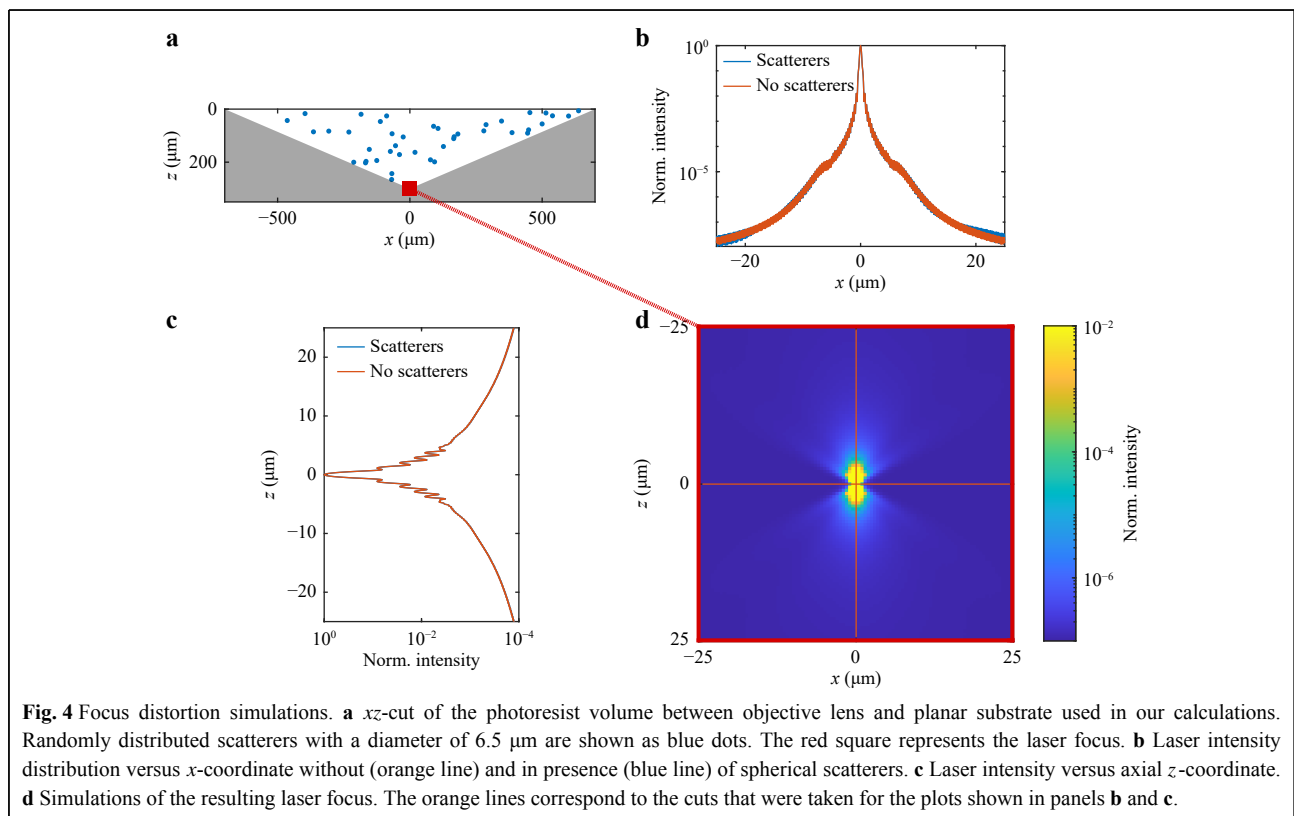 a
0
200
z (μm)
−500
0
500
x (μm)
b
10^0
10^−5
Norm. intensity
Scatterers
No scatterers
−20
0
20
x (μm)
c
20
10
0
−10
−20
z (μm)
Scatterers
No scatterers
10^0
10^−2
10^−4
Norm. intensity
d
−25
0
25
z (μm)
−25
0
25
x (μm)
10^−2
10^−4
10^−6
Norm. intensity
Fig. 4 Focus distortion simulations. a xz-cut of the photoresist volume between objective lens and planar substrate used in our calculations.
Randomly distributed scatterers with a diameter of 6.5 μm are shown as blue dots. The red square represents the laser focus. b Laser intensity
distribution versus x-coordinate without (orange line) and in presence (blue line) of spherical scatterers. c Laser intensity versus axial z-coordinate.
d Simulations of the resulting laser focus. The orange lines correspond to the cuts that were taken for the plots shown in panels b and c.